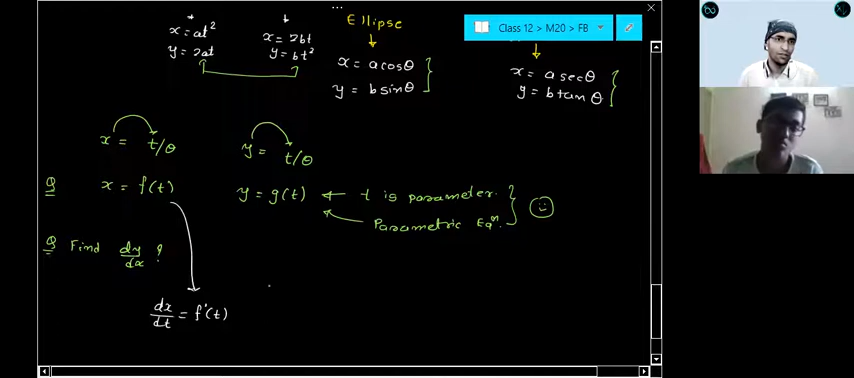 Ellipse
Class 12 > M20 > FB
x = at²
y = 2at
x = 2bt
y = bt²
x = a cosθ
y = b sinθ
x = a secθ
y = b tan θ
x = t/θ
y = t/θ
Q x = f(t) y = g(t) ← t is parameter.
Parametric Eqⁿ.
Q Find dy/dx ?
dx/dt = f'(t)